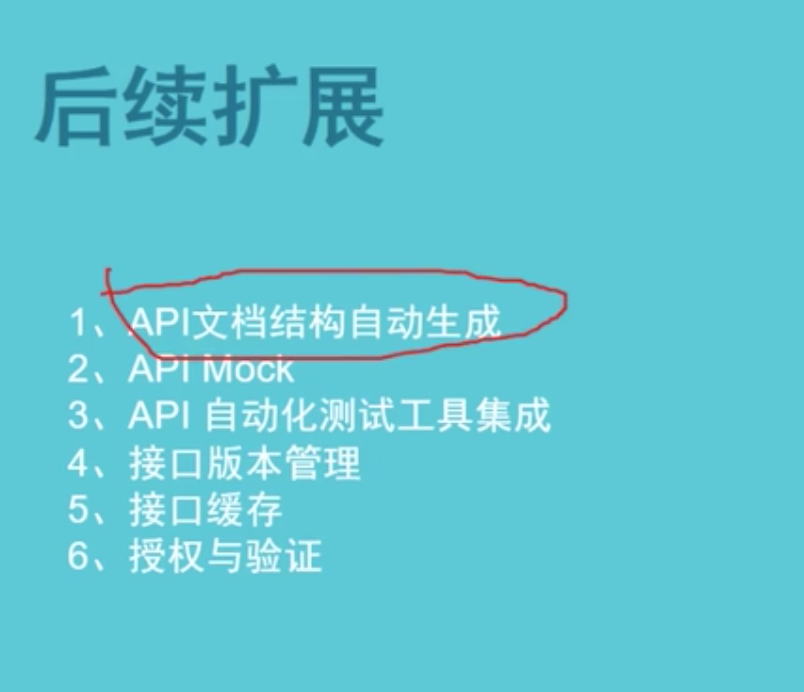 后续扩展
1、API文档结构自动生成
2、API Mock
3、API 自动化测试工具集成
4、接口版本管理
5、接口缓存
6、授权与验证